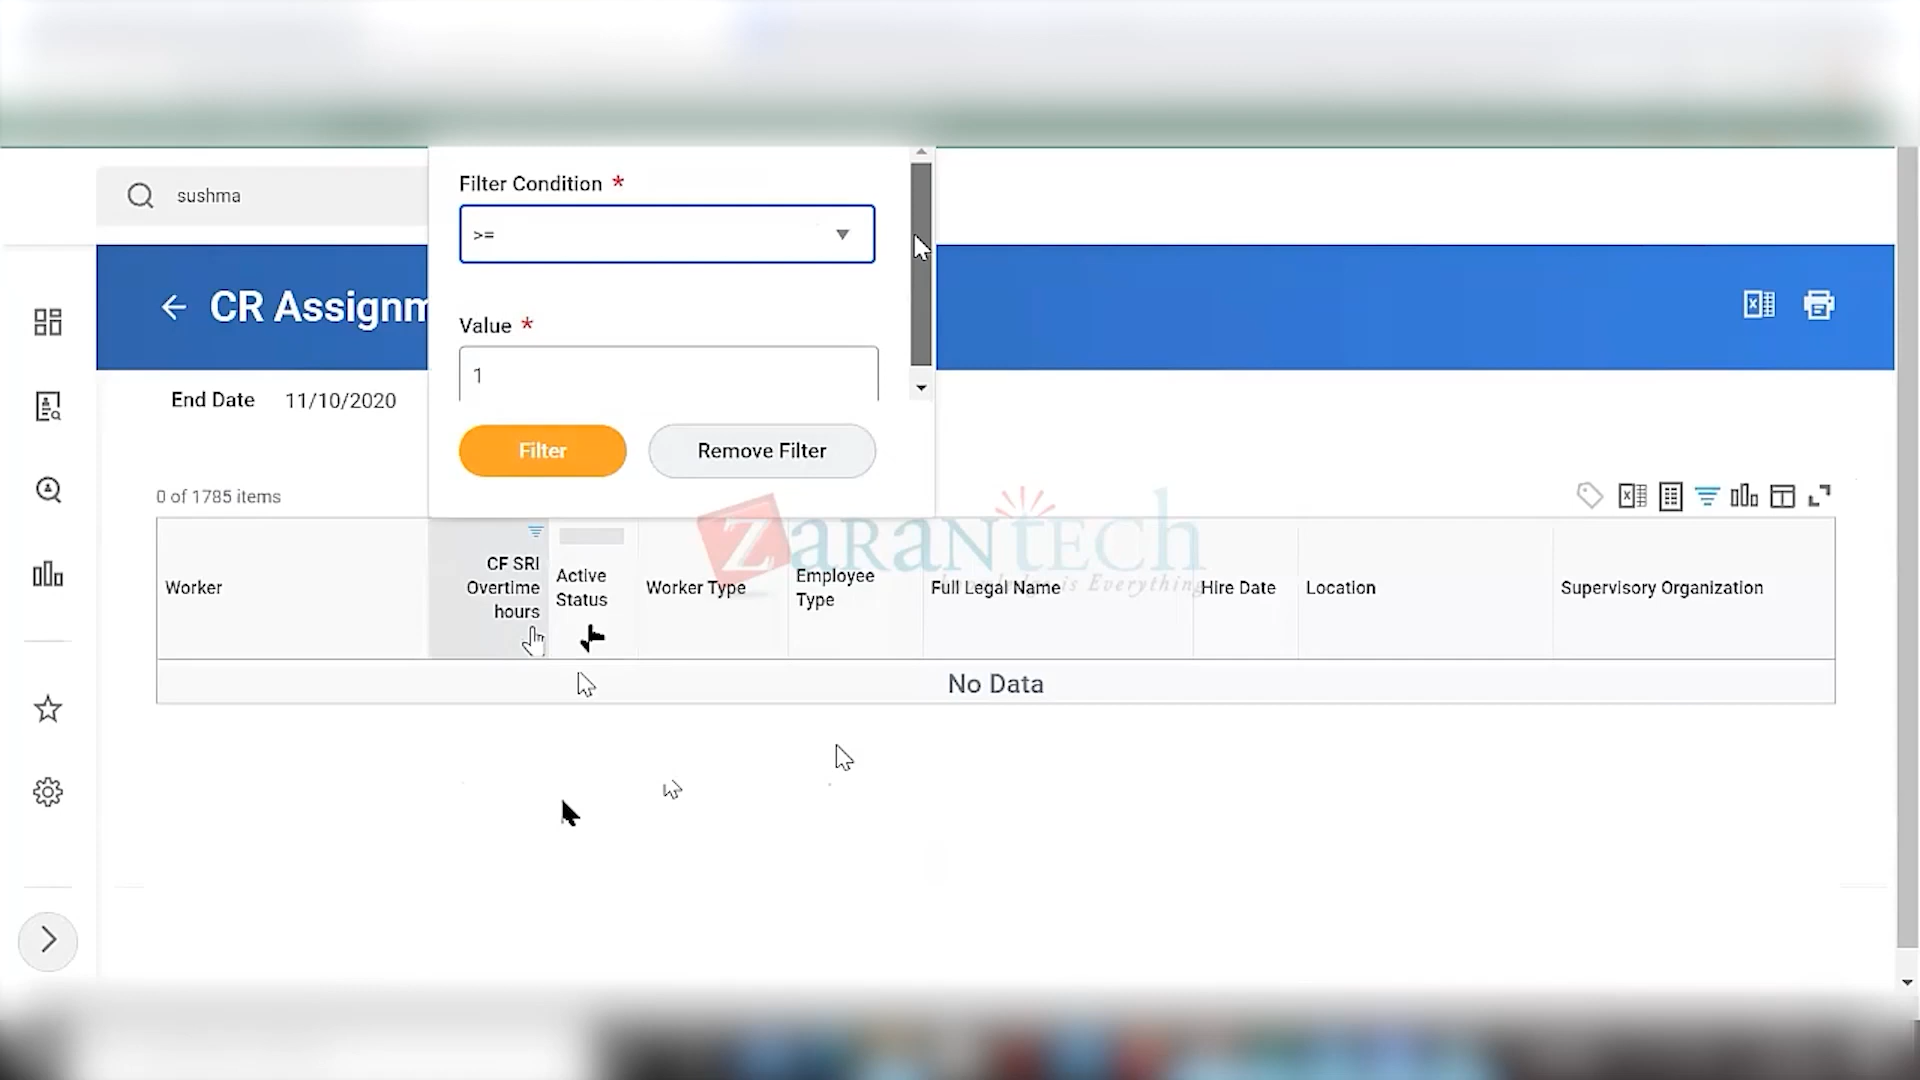 sushma
Filter Condition *
>=
CR Assignm
Value *
1
End Date 11/10/2020
Filter
Remove Filter
0 of 1785 items
ZARANTECH
is Everything
Worker
CF SRI
Overtime
hours
Active
Status
Worker Type
Employee
Type
Full Legal Name
Hire Date
Location
Supervisory Organization
No Data